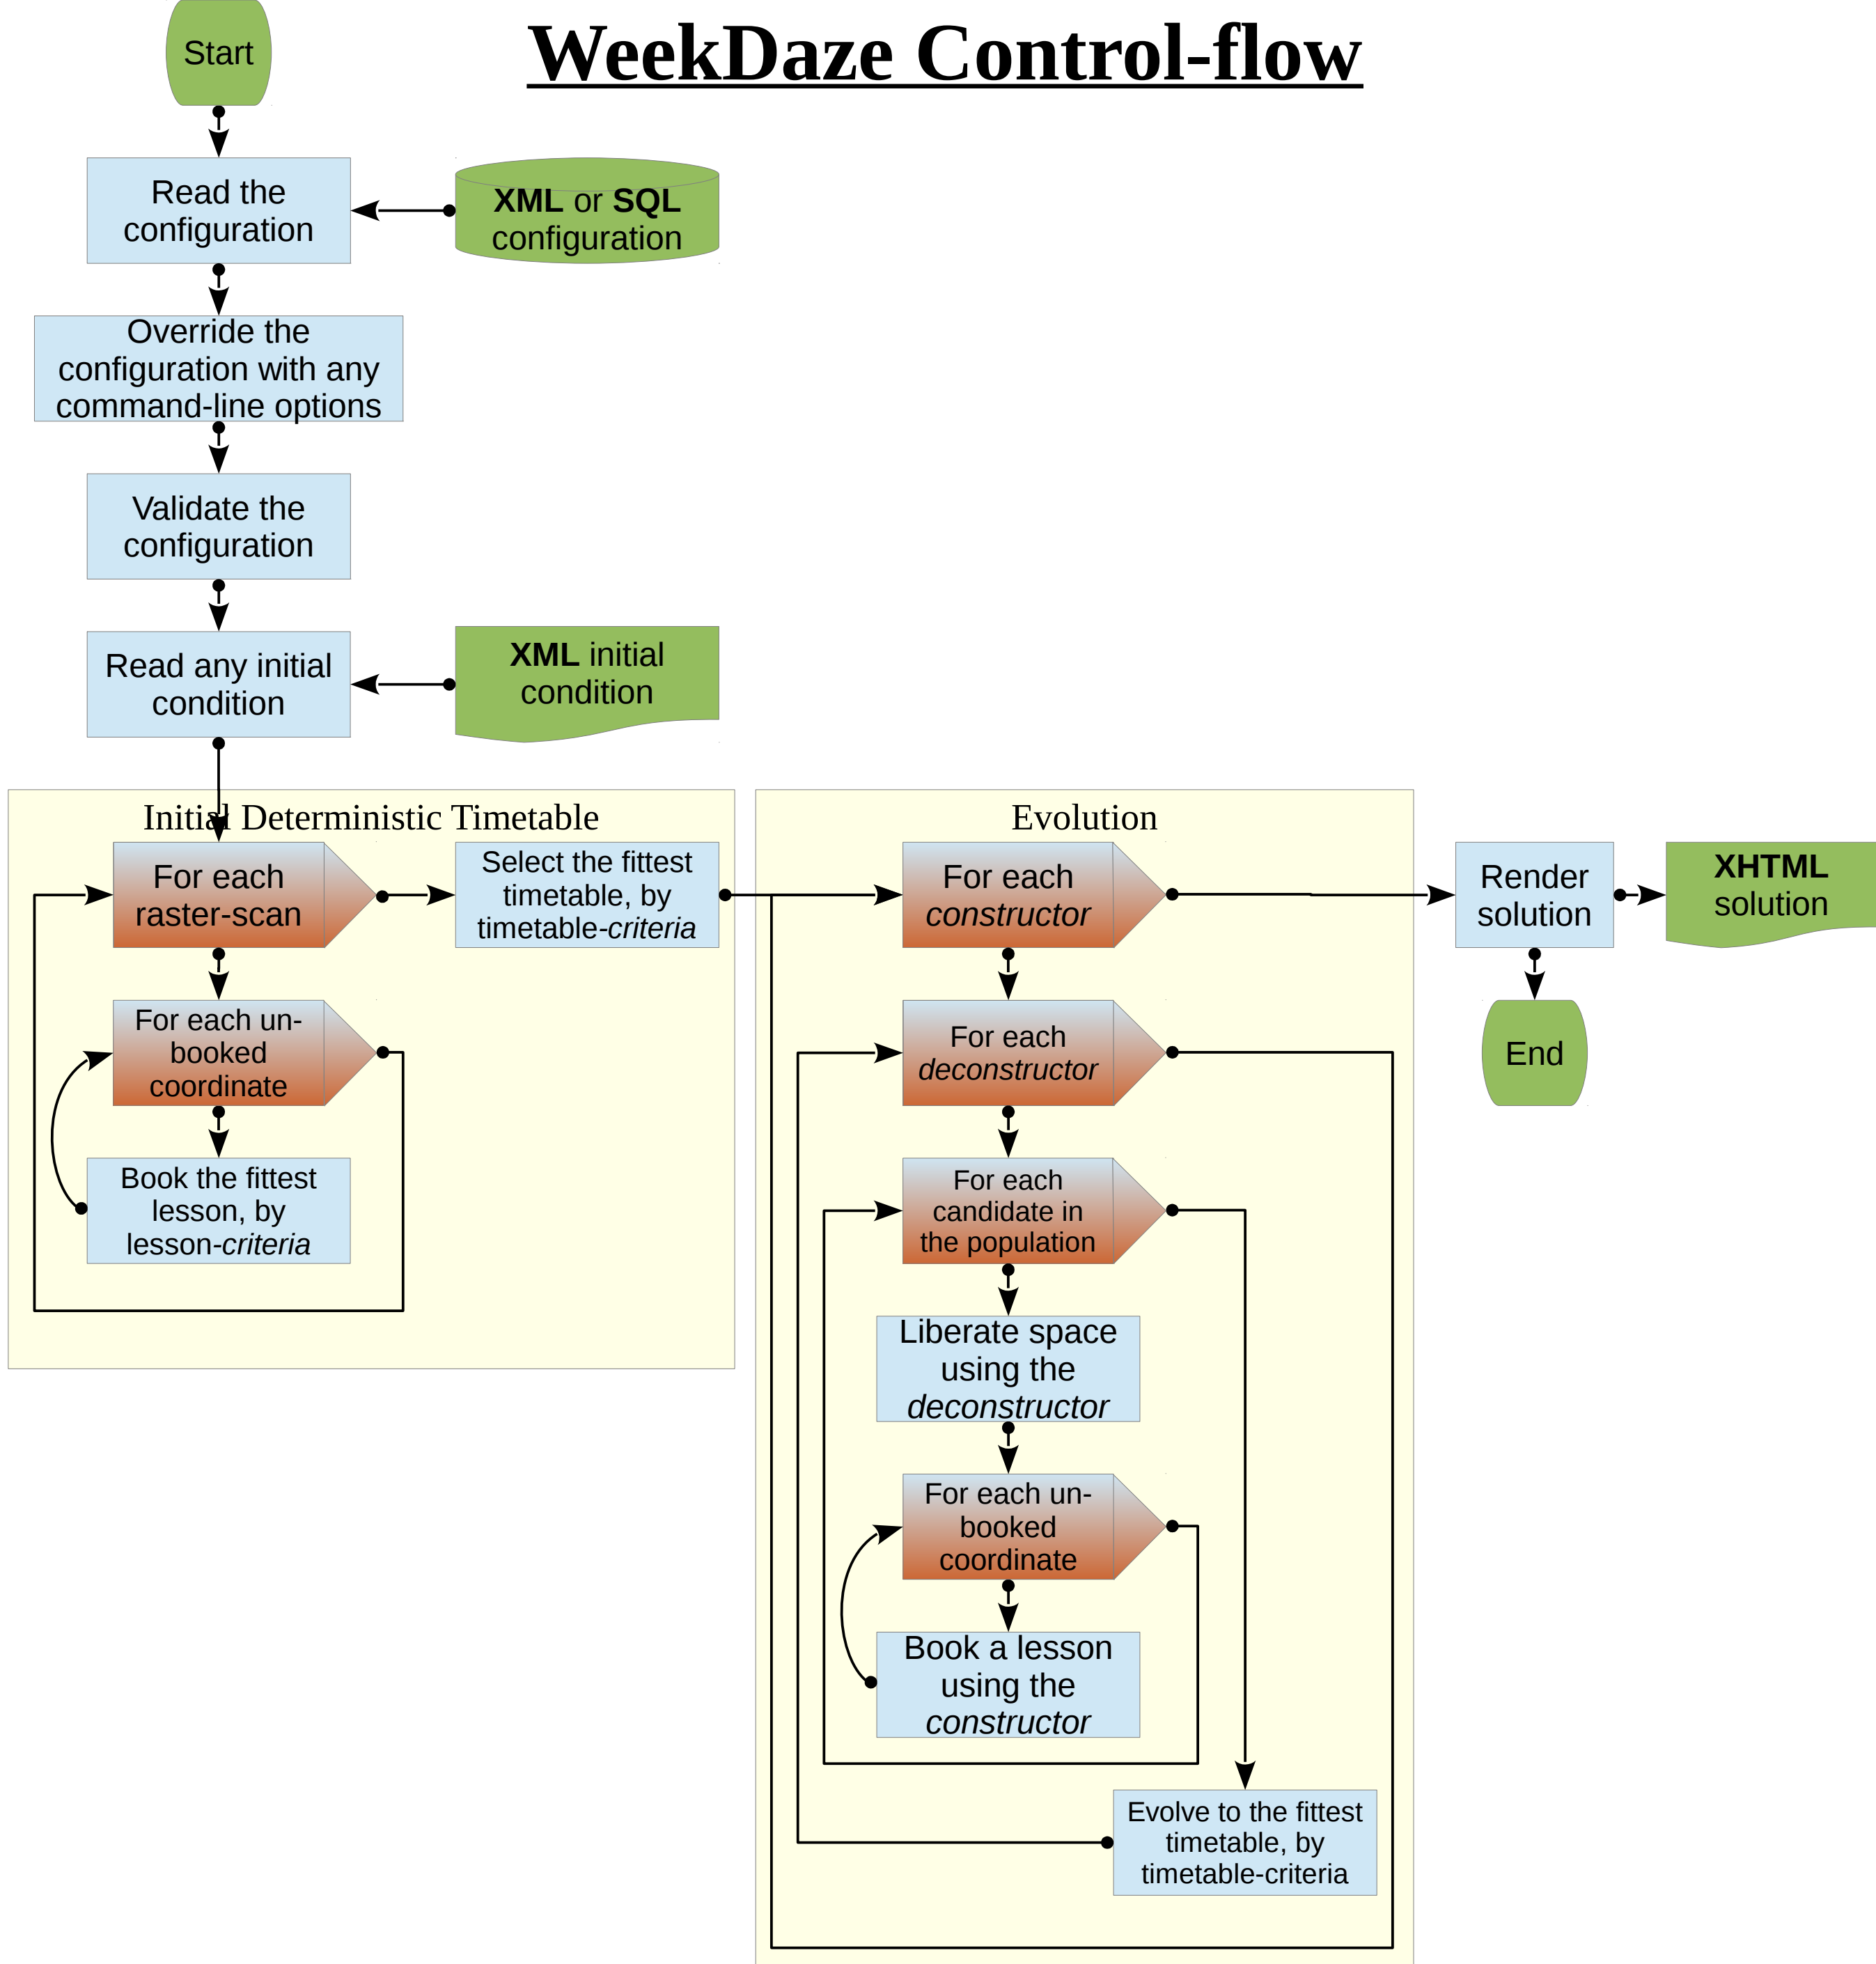 WeekDaze Control-flow
Start
Read the
configuration
XML or SQL
configuration
Override the
configuration with any
command-line options
Validate the
configuration
Read any initial
condition
XML initial
condition
Initial Deterministic Timetable
For each
raster-scan
Select the fittest
timetable, by
timetable-criteria
For each un-
booked
coordinate
Book the fittest
lesson, by
lesson-criteria
Evolution
For each
constructor
For each
deconstructor
For each
candidate in
the population
Liberate space
using the
deconstructor
For each un-
booked
coordinate
Book a lesson
using the
constructor
Evolve to the fittest
timetable, by
timetable-criteria
Render
solution
XHTML
solution
End